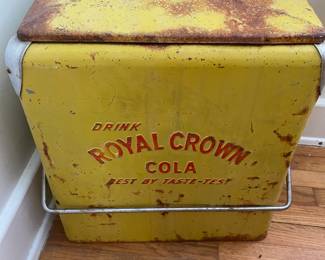 DRINK
ROYAL CROWN
COLA
BEST BY TASTE-TEST